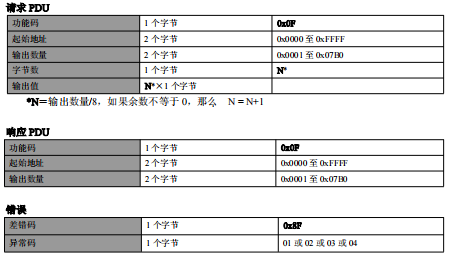 请求 PDU
功能码 1 个字节 0x0F
起始地址 2 个字节 0x0000 至 0xFFFF
输出数量 2 个字节 0x0001 至 0x07B0
字节数 1 个字节 N*
输出值 N*×1 个字节
*N＝输出数量/8，如果余数不等于 0，那么 N = N+1
响应 PDU
功能码 1 个字节 0x0F
起始地址 2 个字节 0x0000 至 0xFFFF
输出数量 2 个字节 0x0001 至 0x07B0
错误
差错码 1 个字节 0x8F
异常码 1 个字节 01 或 02 或 03 或 04